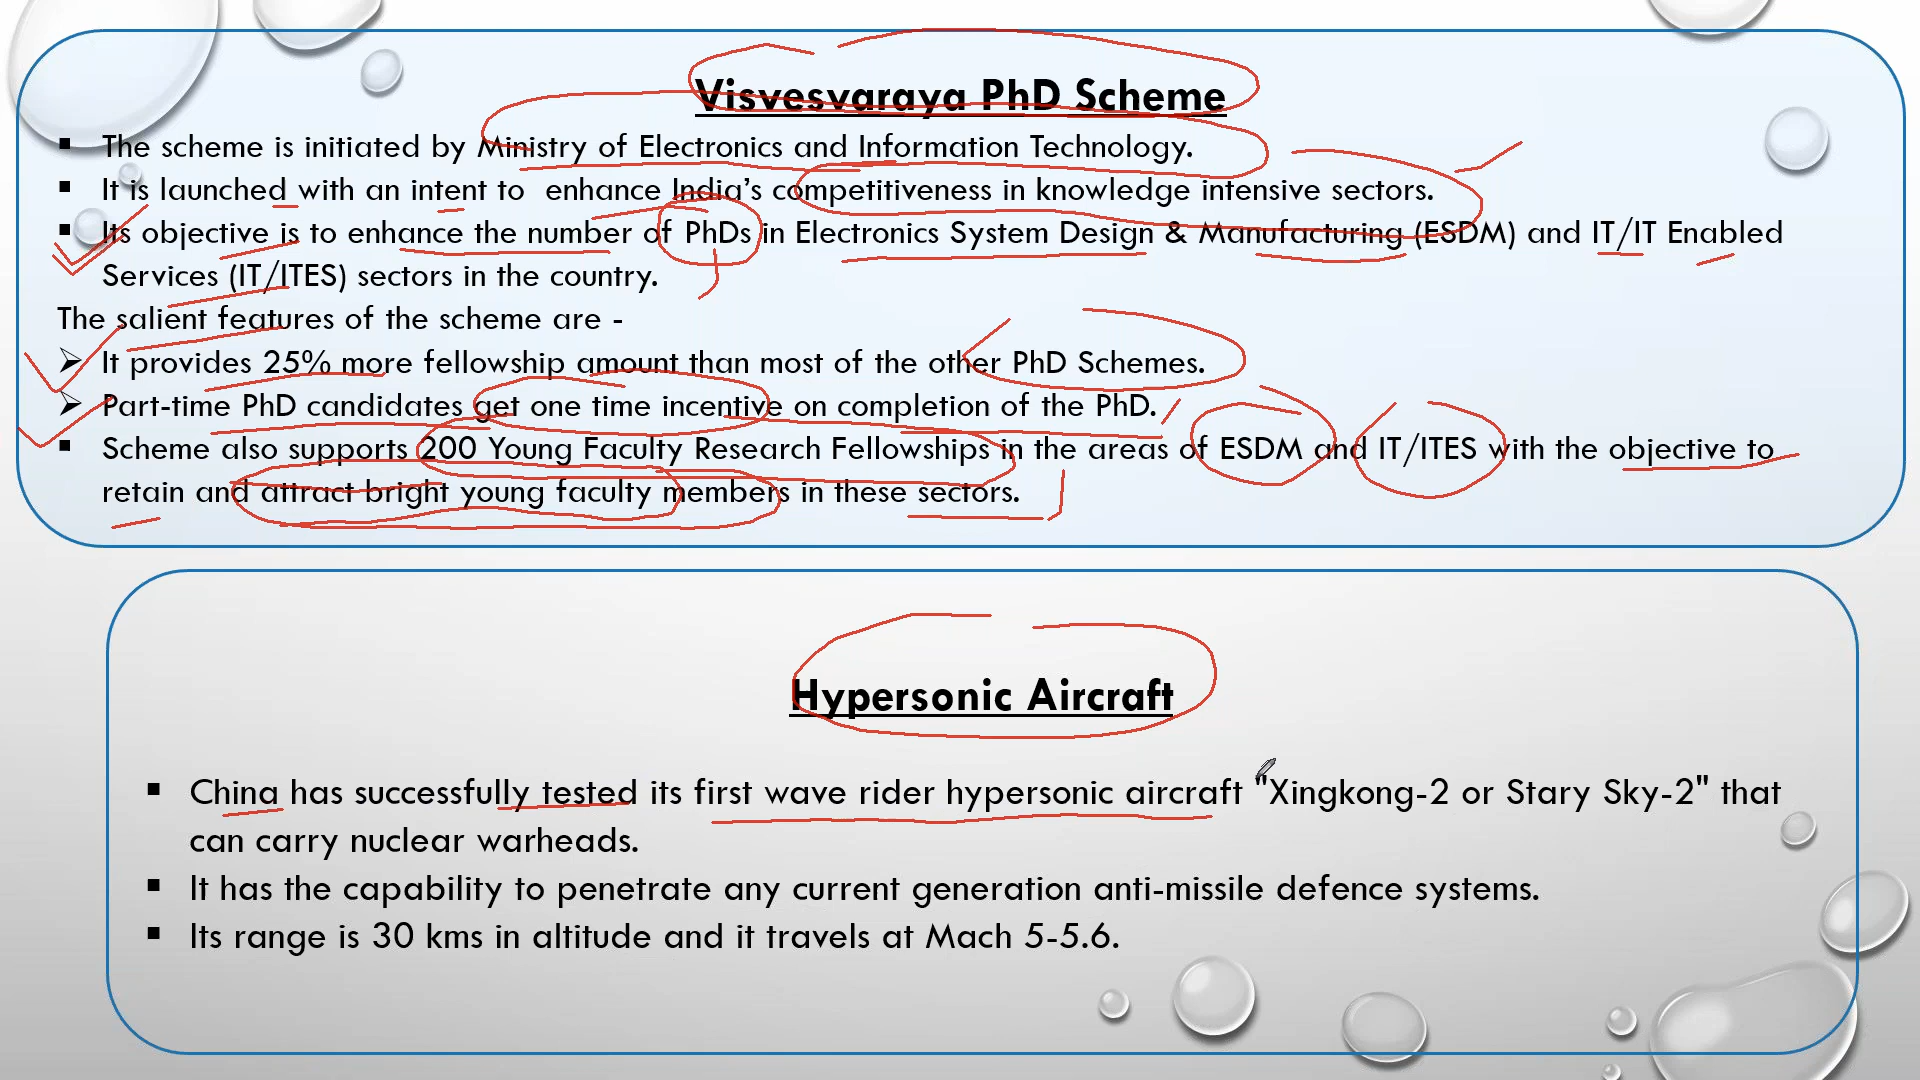 Visvesvaraya PhD Scheme
▪ The scheme is initiated by Ministry of Electronics and Information Technology.
▪ It is launched with an intent to enhance India's competitiveness in knowledge intensive sectors.
▪ Its objective is to enhance the number of PhDs in Electronics System Design & Manufacturing (ESDM) and IT/IT Enabled
Services (IT/ITES) sectors in the country.
The salient features of the scheme are -
➢ It provides 25% more fellowship amount than most of the other PhD Schemes.
➢ Part-time PhD candidates get one time incentive on completion of the PhD.
▪ Scheme also supports 200 Young Faculty Research Fellowships in the areas of ESDM and IT/ITES with the objective to
retain and attract bright young faculty members in these sectors.
Hypersonic Aircraft
▪ China has successfully tested its first wave rider hypersonic aircraft "Xingkong-2 or Stary Sky-2" that
can carry nuclear warheads.
▪ It has the capability to penetrate any current generation anti-missile defence systems.
▪ Its range is 30 kms in altitude and it travels at Mach 5-5.6.